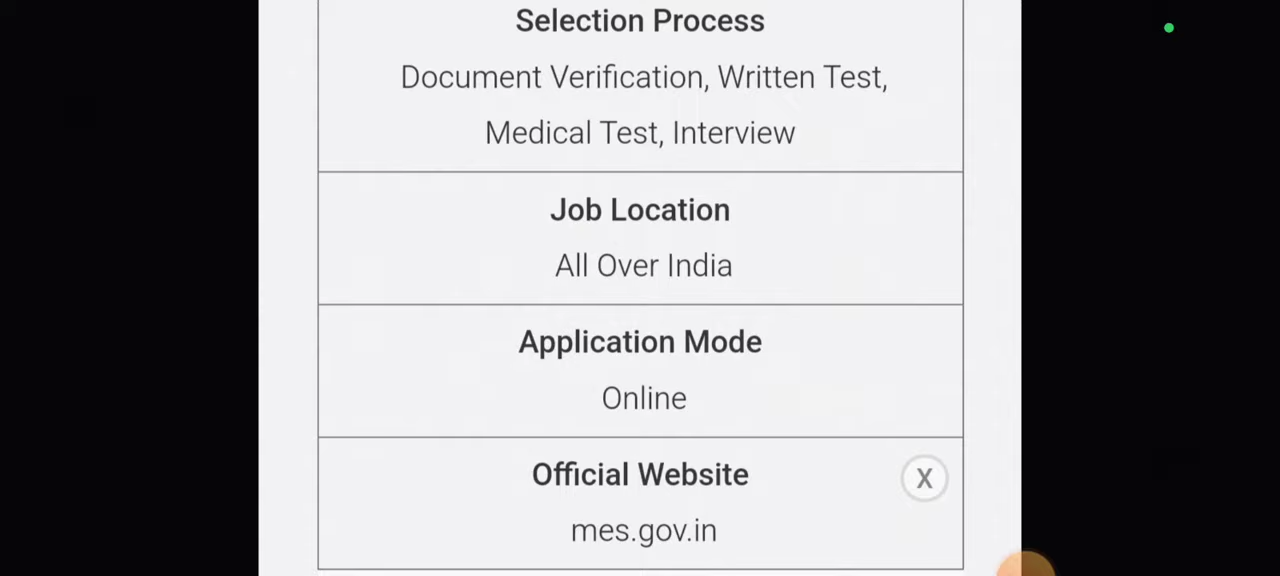 Selection Process
Document Verification, Written Test,
Medical Test, Interview
Job Location
All Over India
Application Mode
Online
Official Website
X
mes.gov.in